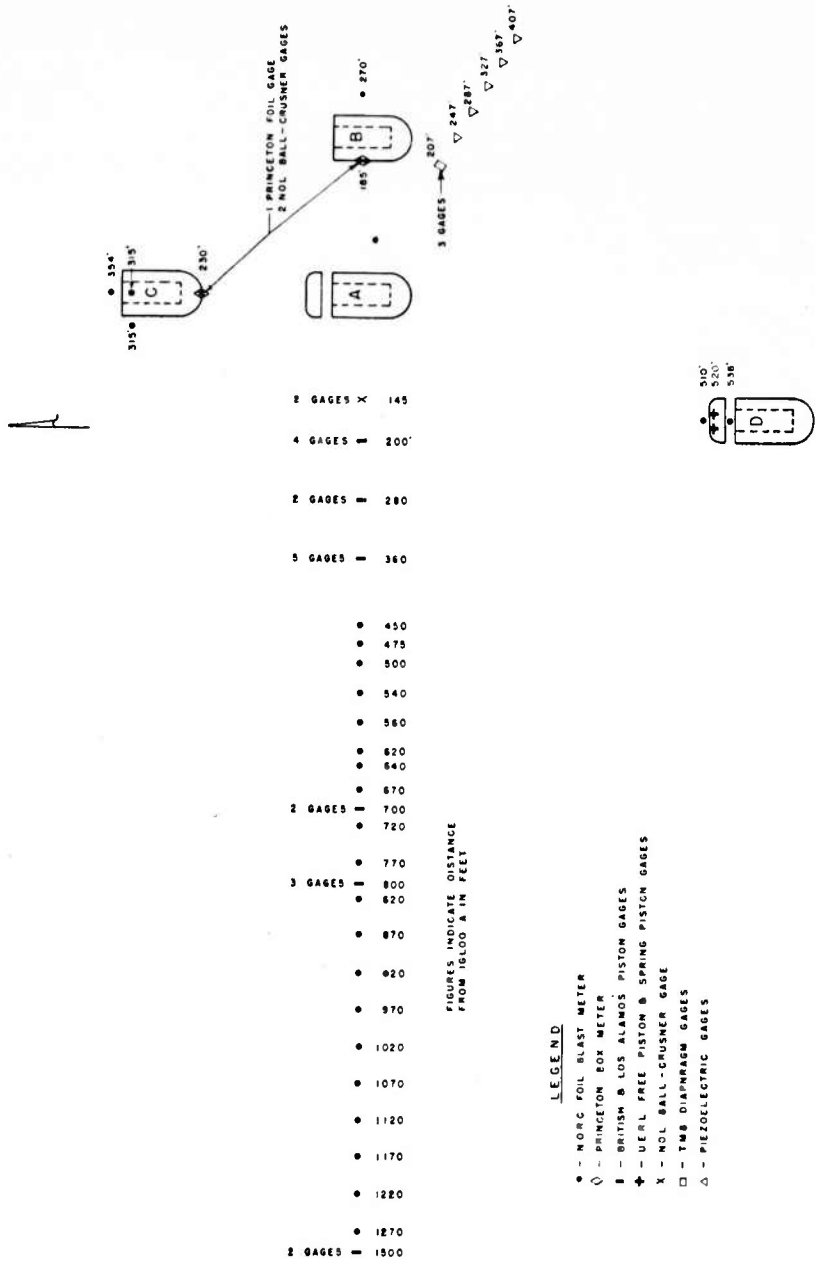 354'
315'
315'
C
230'
1 PRINCETON FOIL GAGE
2 NOL BALL-CRUSNER GAGES
270'
B
185'
207'
247'
287'
327'
367'
407'
3 GAGES
A
2 GAGES X 145
4 GAGES 200'
2 GAGES 280
5 GAGES 360
450
475
500
540
560
620
640
670
2 GAGES 700
720
770
3 GAGES 800
820
870
920
970
1020
1070
1120
1170
1220
1270
2 GAGES 1500
510'
520'
538'
D
FIGURES INDICATE DISTANCE
FROM IGLOO A IN FEET
LEGEND
- NORC FOIL BLAST METER
- PRINCETON BOX METER
- BRITISH & LOS ALAMOS PISTON GAGES
- UERL FREE PISTON & SPRING PISTON GAGES
X - NOL BALL-CRUSNER GAGE
- TMB DIAPHRAGM GAGES
- PIEZOELECTRIC GAGES